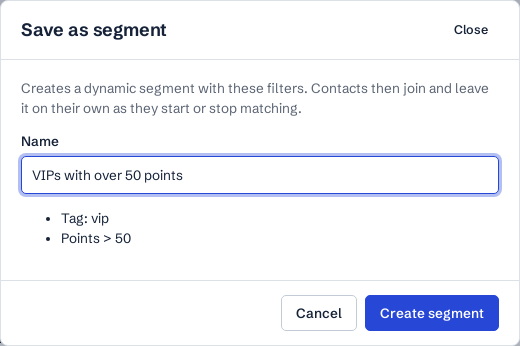 Save as segment
Close
Creates a dynamic segment with these filters. Contacts then join and leave
it on their own as they start or stop matching.
Name
VIPs with over 50 points
• Tag: vip
• Points > 50
Cancel
Create segment